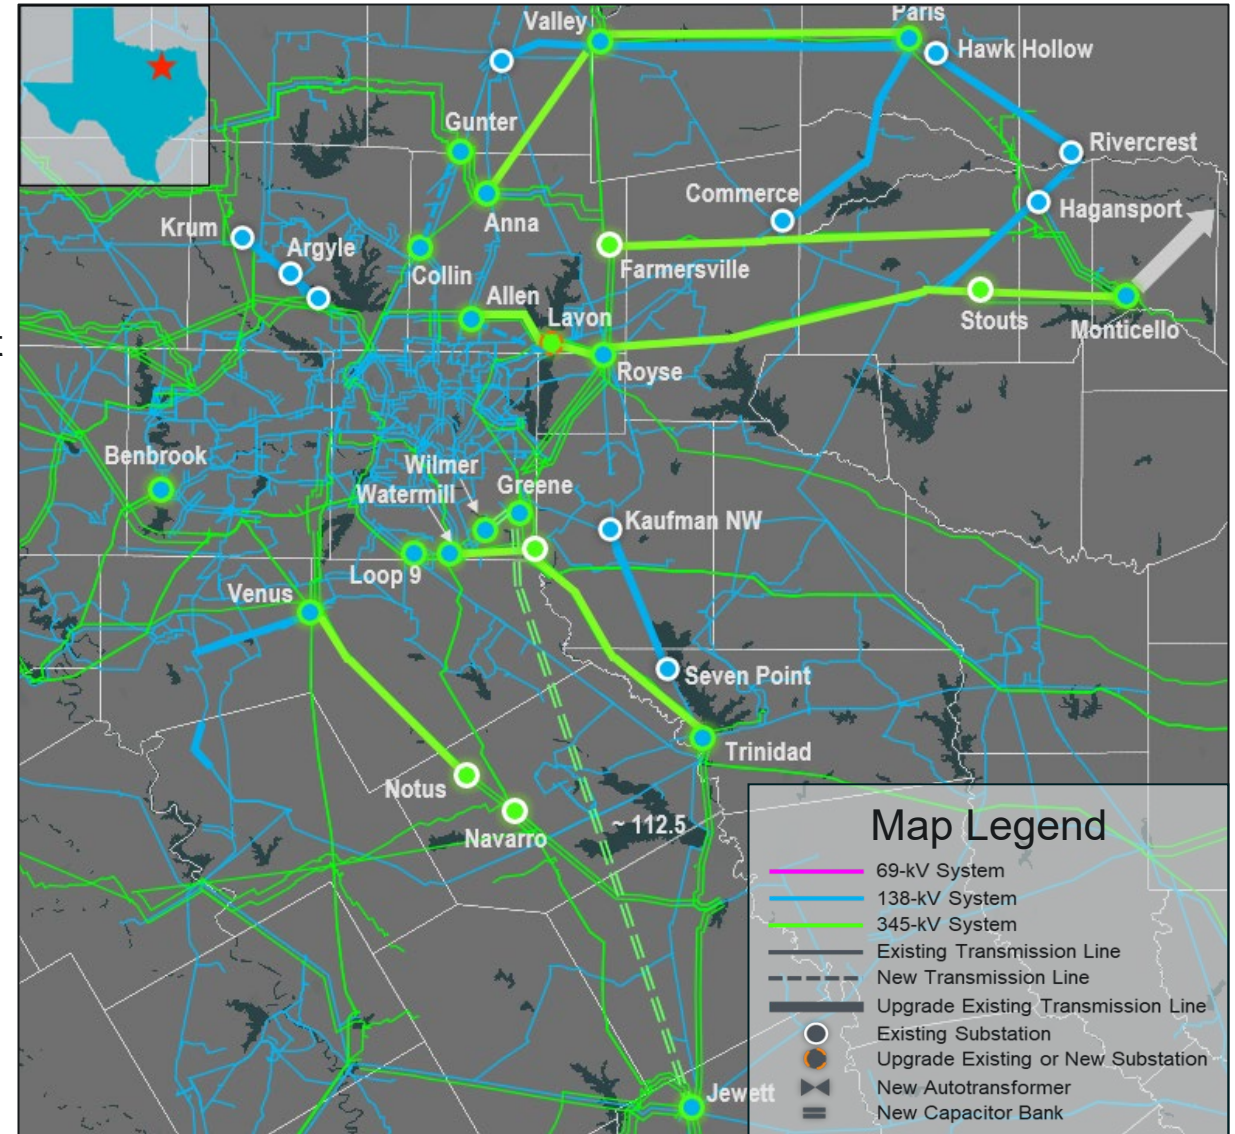 Valley
Paris
Hawk Hollow
Gunter
Rivercrest
Commerce
Hagansport
Krum
Anna
Argyle
Collin
Farmersville
Allen
Lavon
Stouts
Monticello
Royse
Benbrook
Wilmer
Greene
Watermill
Kaufman NW
Loop 9
Venus
Seven Point
Trinidad
Notus
~ 112.5
Navarro
Jewett
Map Legend
69-kV System
138-kV System
345-kV System
Existing Transmission Line
New Transmission Line
Upgrade Existing Transmission Line
Existing Substation
Upgrade Existing or New Substation
New Autotransformer
New Capacitor Bank